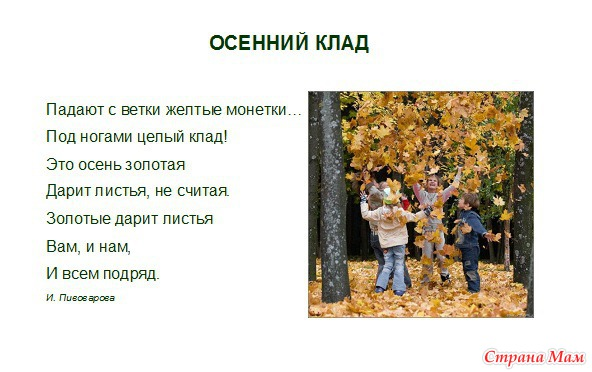 ОСЕННИЙ КЛАД
Падают с ветки желтые монетки…
Под ногами целый клад!
Это осень золотая
Дарит листья, не считая.
Золотые дарит листья
Вам, и нам,
И всем подряд.
И. Пивоварова
Страна Мам